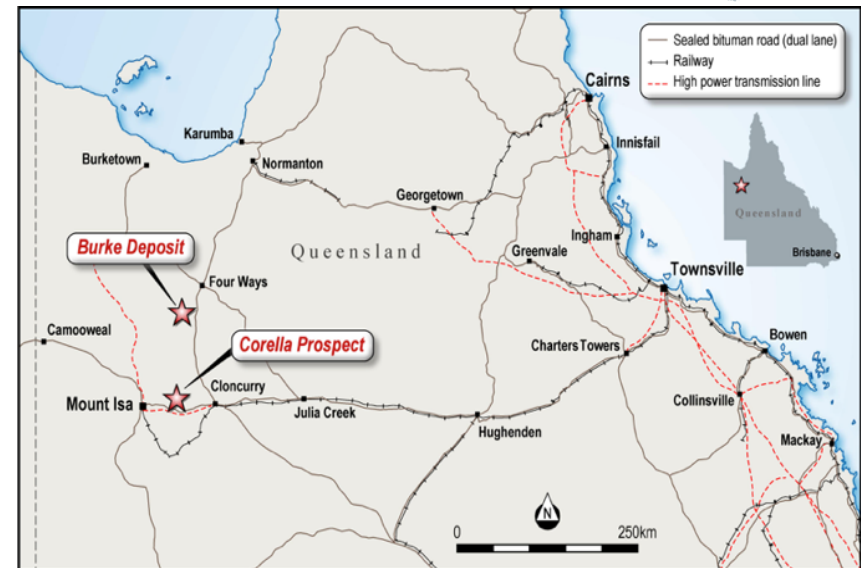 Sealed bituman road (dual lane)
Railway
High power transmission line
Cairns
Karumba
Innisfail
Burketown
Normanton
Georgetown
Queensland
Burke Deposit
Queensland
Ingham
Greenvale
Brisbane
Townsville
Four Ways
Camooweal
Bowen
Corella Prospect
Charters Towers
Cloncurry
Mount Isa
Julia Creek
Collinsville
Hughenden
Mackay
N
0 250km